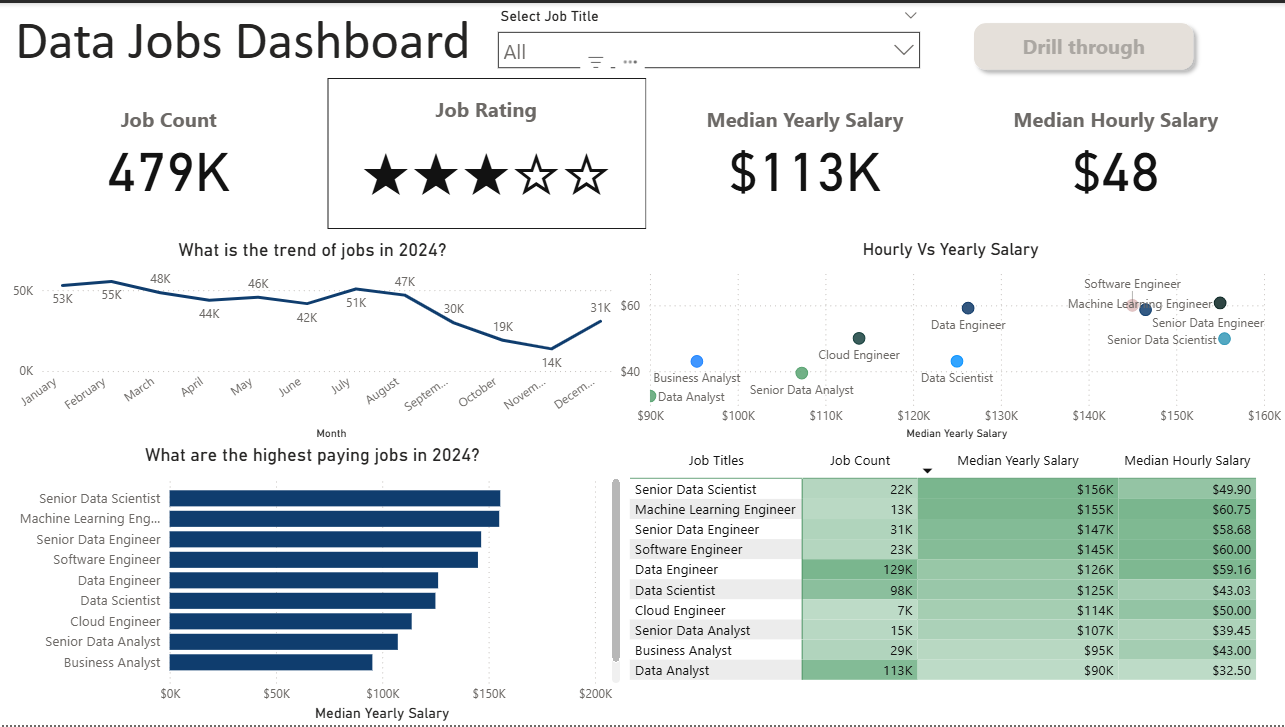 Data Jobs Dashboard
Select Job Title
All
Drill through
Job Count
479K
Job Rating
★★★☆☆
Median Yearly Salary
$113K
Median Hourly Salary
$48
What is the trend of jobs in 2024?
50K
0K
53K
55K
48K
44K
46K
42K
51K
47K
30K
19K
14K
31K
January
February
March
April
May
June
July
August
Septem...
October
Novem...
Decem...
Month
Hourly Vs Yearly Salary
$60
$40
Software Engineer
Machine Learning Engineer
Data Engineer
Senior Data Engineer
Senior Data Scientist
Cloud Engineer
Business Analyst
Data Scientist
Senior Data Analyst
Data Analyst
$90K
$100K
$110K
$120K
$130K
$140K
$150K
$160K
Median Yearly Salary
What are the highest paying jobs in 2024?
Senior Data Scientist
Machine Learning Eng...
Senior Data Engineer
Software Engineer
Data Engineer
Data Scientist
Cloud Engineer
Senior Data Analyst
Business Analyst
$0K
$50K
$100K
$150K
$200K
Median Yearly Salary
Job Titles Job Count Median Yearly Salary Median Hourly Salary
Senior Data Scientist 22K $156K $49.90
Machine Learning Engineer 13K $155K $60.75
Senior Data Engineer 31K $147K $58.68
Software Engineer 23K $145K $60.00
Data Engineer 129K $126K $59.16
Data Scientist 98K $125K $43.03
Cloud Engineer 7K $114K $50.00
Senior Data Analyst 15K $107K $39.45
Business Analyst 29K $95K $43.00
Data Analyst 113K $90K $32.50